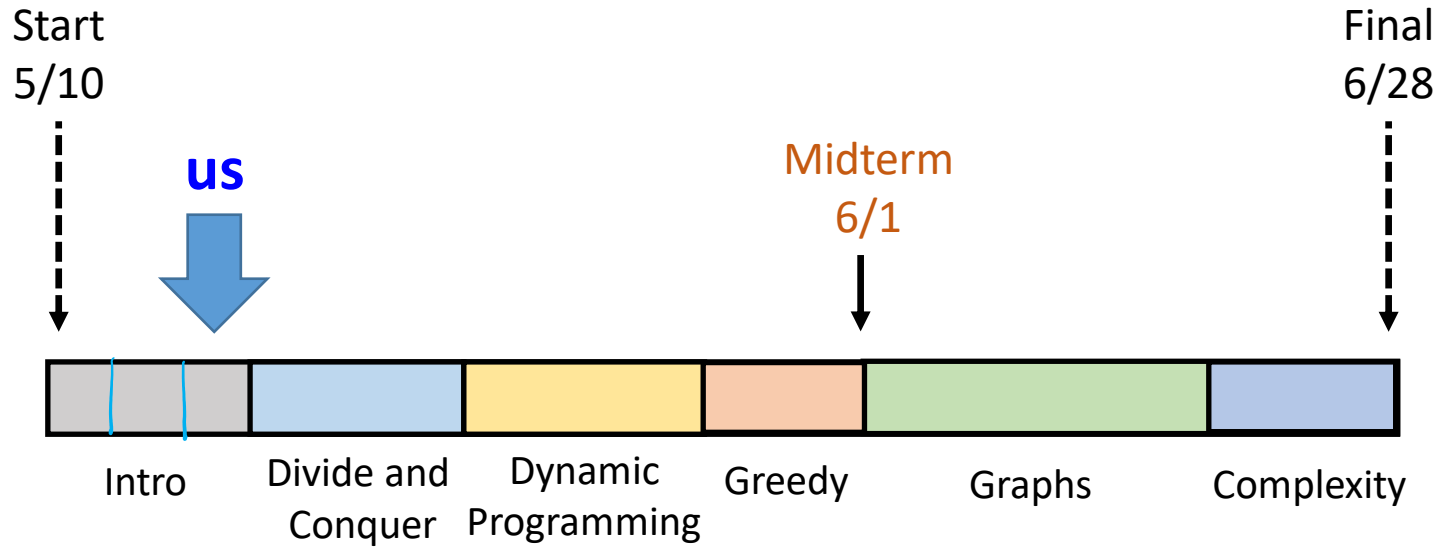 Start
5/10
Final
6/28
us
Midterm
6/1
Intro
Divide and
Conquer
Dynamic
Programming
Greedy
Graphs
Complexity